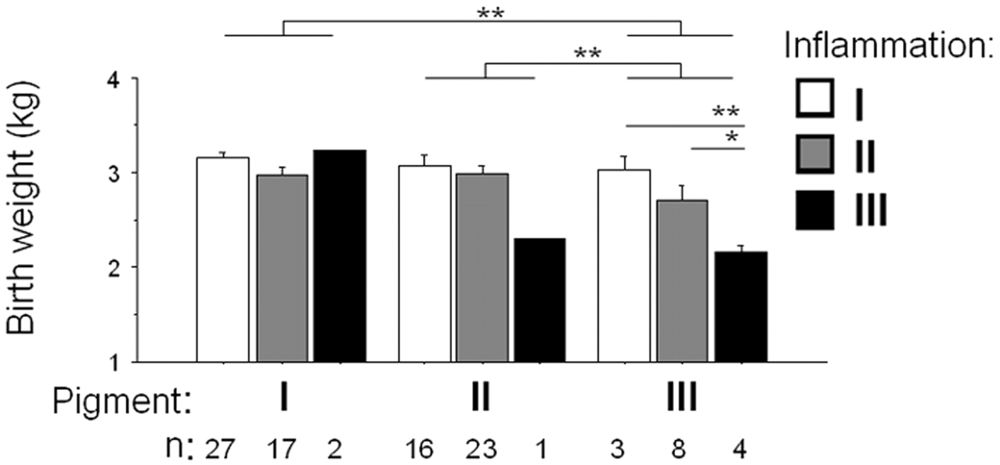 **
**
Inflammation:
I
II
III
**
*
Birth weight (kg)
4
3
2
1
Pigment: I II III
n: 27 17 2 16 23 1 3 8 4